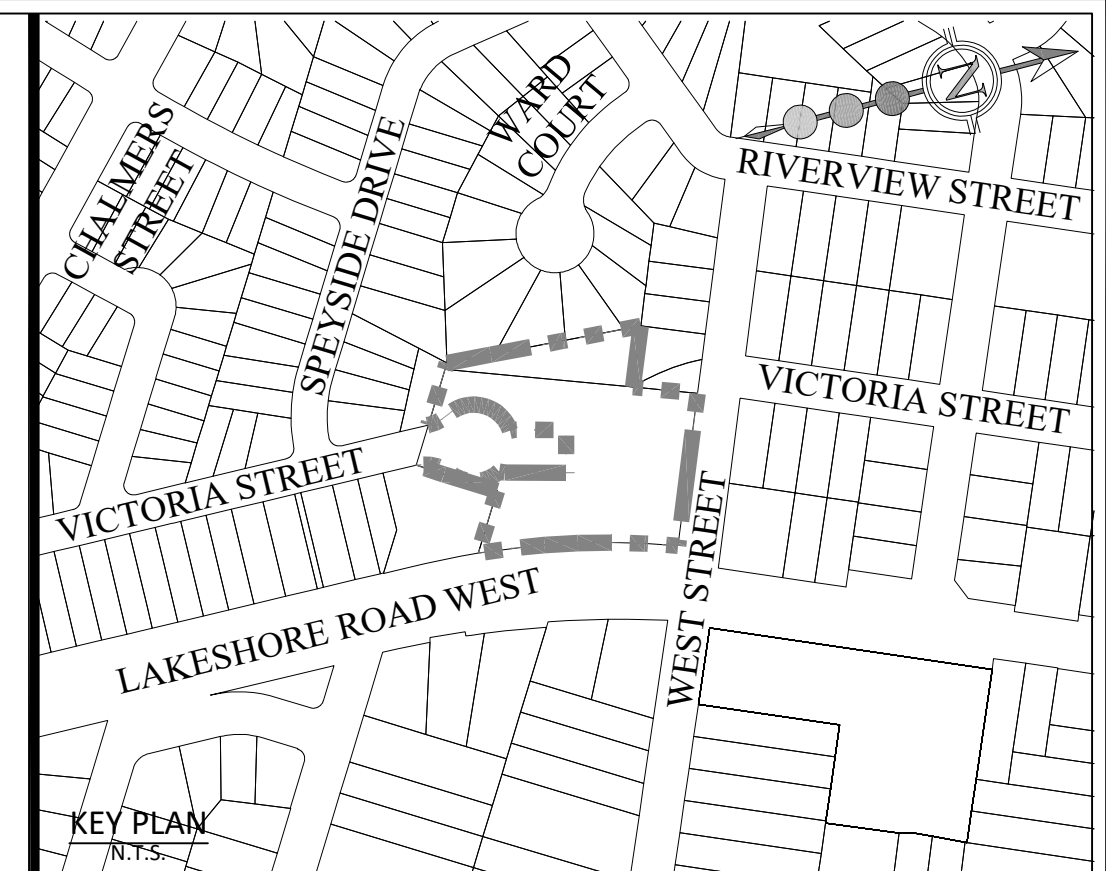 WARD
COURT
CHALMERS
STREET
SPEYSIDE DRIVE
N
RIVERVIEW STREET
VICTORIA STREET
VICTORIA STREET
WEST STREET
LAKESHORE ROAD WEST
KEY PLAN
N.T.S.